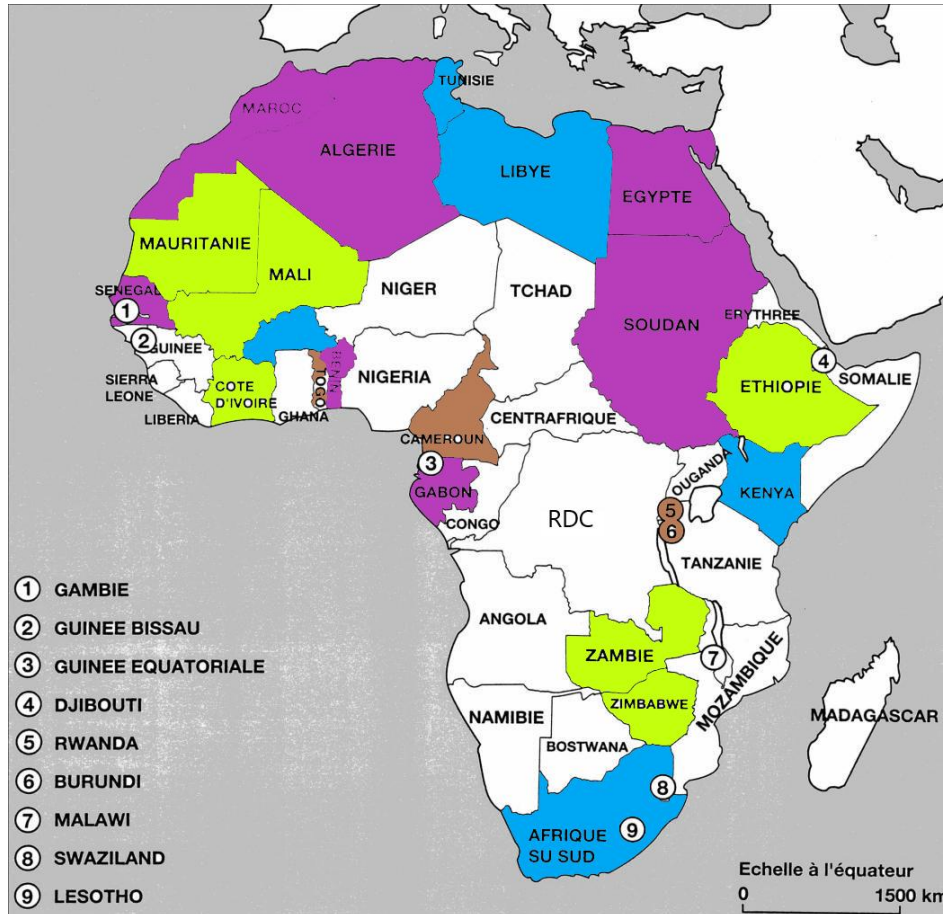 TUNISIE
MAROC
ALGERIE
LIBYE
EGYPTE
MAURITANIE
MALI
NIGER
TCHAD
SENEGAL
SOUDAN
ERYTHREE
1
2
GUINEE
BENIN
TOGO
NIGERIA
4
ETHIOPIE
SOMALIE
SIERRA
LEONE
COTE
D'IVOIRE
LIBERIA
GHANA
CENTRAFRIQUE
CAMEROUN
3
GABON
OUGANDA
KENYA
CONGO
RDC
5
6
TANZANIE
ANGOLA
ZAMBIE
7
MOZAMBIQUE
ZIMBABWE
NAMIBIE
BOSTWANA
MADAGASCAR
8
9
AFRIQUE
SU SUD
1 GAMBIE
2 GUINEE BISSAU
3 GUINEE EQUATORIALE
4 DJIBOUTI
5 RWANDA
6 BURUNDI
7 MALAWI
8 SWAZILAND
9 LESOTHO
Echelle à l'équateur
0 1500 km